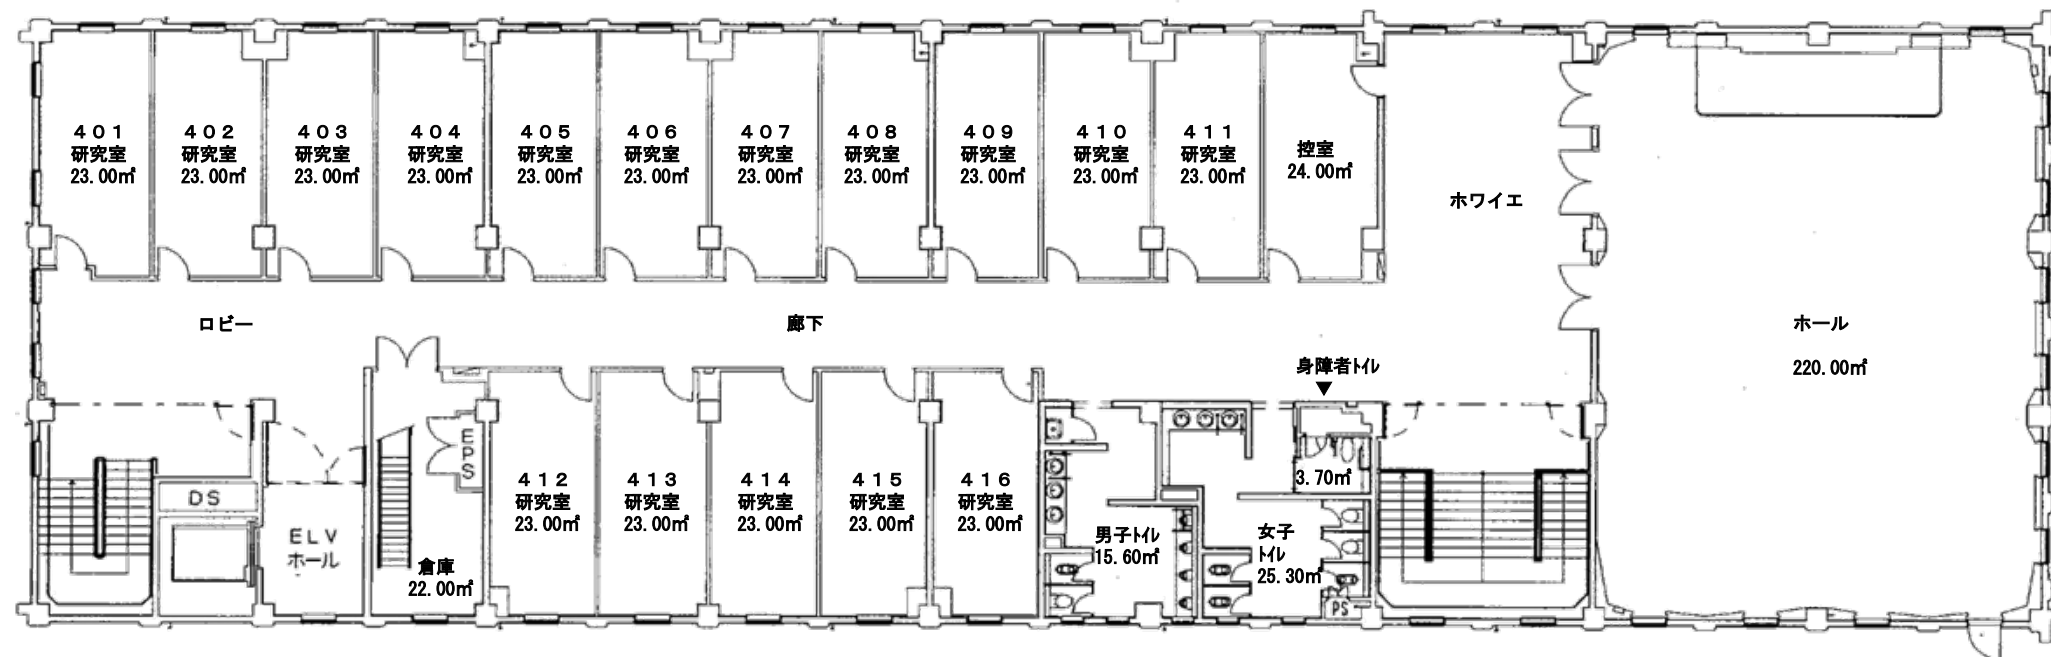 ４０１
研究室
23.00㎡
４０２
研究室
23.00㎡
４０３
研究室
23.00㎡
４０４
研究室
23.00㎡
４０５
研究室
23.00㎡
４０６
研究室
23.00㎡
４０７
研究室
23.00㎡
４０８
研究室
23.00㎡
４０９
研究室
23.00㎡
４１０
研究室
23.00㎡
４１１
研究室
23.00㎡
控室
24.00㎡
ホワイエ
ロビー
廊下
ホール
220.00㎡
身障者ﾄｲﾚ
▼
3.70㎡
EPS
DS
ELV
ホール
倉庫
22.00㎡
４１２
研究室
23.00㎡
４１３
研究室
23.00㎡
４１４
研究室
23.00㎡
４１５
研究室
23.00㎡
４１６
研究室
23.00㎡
男子ﾄｲﾚ
15.60㎡
女子
ﾄｲﾚ
25.30㎡
PS